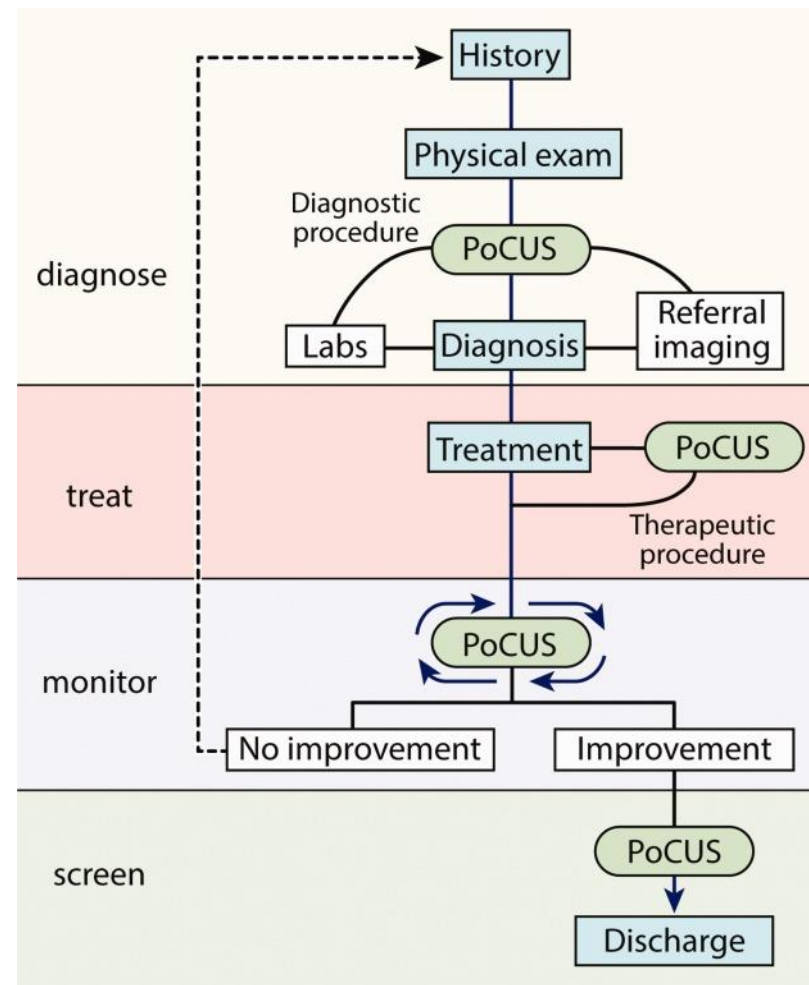 History
Physical exam
Diagnostic
procedure
PoCUS
diagnose
Labs
Diagnosis
Referral
imaging
Treatment
PoCUS
treat
Therapeutic
procedure
PoCUS
monitor
No improvement
Improvement
PoCUS
screen
Discharge